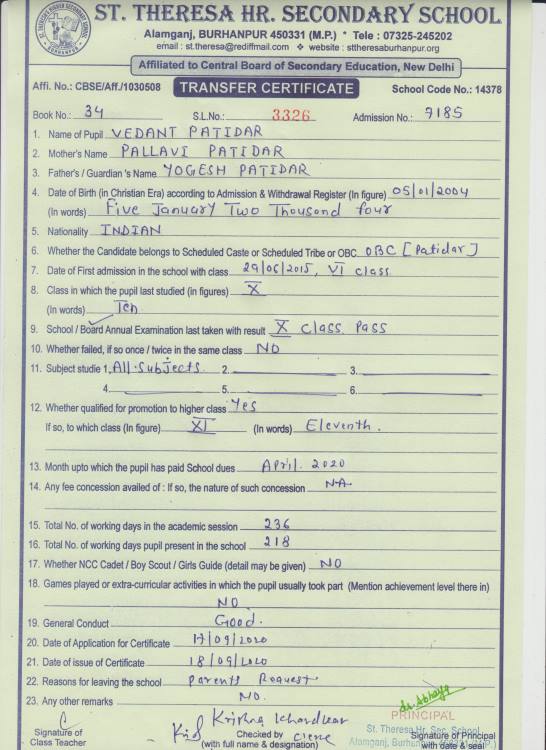 ST. THERESA HR. SECONDARY SCHOOL
Alamganj, BURHANPUR 450331 (M.P.) * Tele : 07325-245202
email : st.theresa@rediffmail.com ❖ website : sttheresaburhanpur.org
Affiliated to Central Board of Secondary Education, New Delhi
Affi. No.: CBSE/Aff./1030508 TRANSFER CERTIFICATE School Code No.: 14378
Book No.: 34 S.L.No.: 3326 Admission No.: 7185
1. Name of Pupil VEDANT PATIDAR
2. Mother's Name PALLAVI PATIDAR
3. Father's / Guardian 's Name YOGESH PATIDAR
4. Date of Birth (in Christian Era) according to Admission & Withdrawal Register (In figure) 05/01/2004
(In words) Five January Two Thousand four
5. Nationality INDIAN
6. Whether the Candidate belongs to Scheduled Caste or Scheduled Tribe or OBC OBC [Patidar]
7. Date of First admission in the school with class 29/06/2015, VI class
8. Class in which the pupil last studied (in figures) X
(In words) Ten
9. School / Board Annual Examination last taken with result X Class Pass
10. Whether failed, if so once / twice in the same class NO
11. Subject studie 1. All Subjects 2. 3.
4. 5. 6.
12. Whether qualified for promotion to higher class Yes
If so, to which class (In figure) XI (In words) Eleventh.
13. Month upto which the pupil has paid School dues April. 2020
14. Any fee concession availed of : If so, the nature of such concession NA
15. Total No. of working days in the academic session 236
16. Total No. of working days pupil present in the school 218
17. Whether NCC Cadet / Boy Scout / Girls Guide (detail may be given) NO
18. Games played or extra-curricular activities in which the pupil usually took part (Mention achievement level there in)
NO
19. General Conduct Good.
20. Date of Application for Certificate 17/09/2020
21. Date of issue of Certificate 18/09/2020
22. Reasons for leaving the school Parents Request
23. Any other remarks NO.
PRINCIPAL
St. Theresa Hr. Sec. School
Alamganj, Burhanpur
Signature of
Class Teacher
Krishna Khandkar
Checked by
(with full name & designation)
Signature of Principal
with date & seal